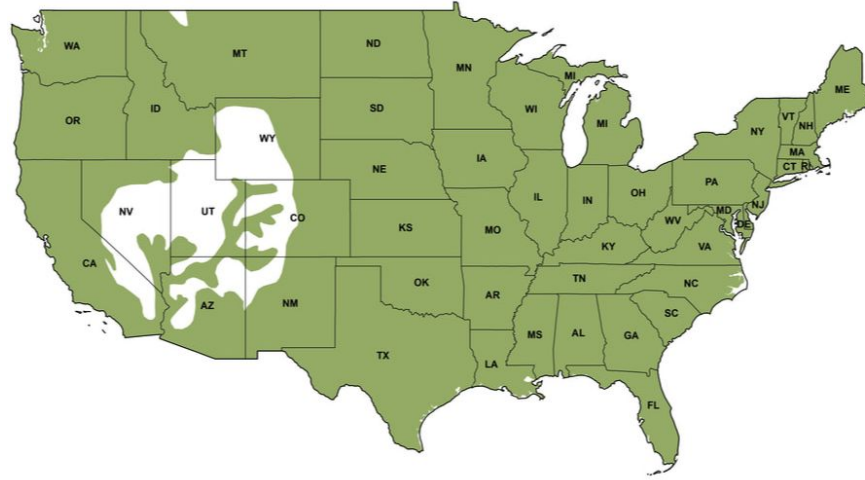 WA
MT
ND
MN
MI
ME
OR
ID
SD
WI
MI
VT
NH
NY
WY
MA
CT RI
NE
IA
PA
NJ
NV
UT
CO
IL
IN
OH
MD
DE
WV
KS
MO
KY
VA
CA
AZ
NM
OK
AR
TN
NC
SC
TX
LA
MS
AL
GA
FL